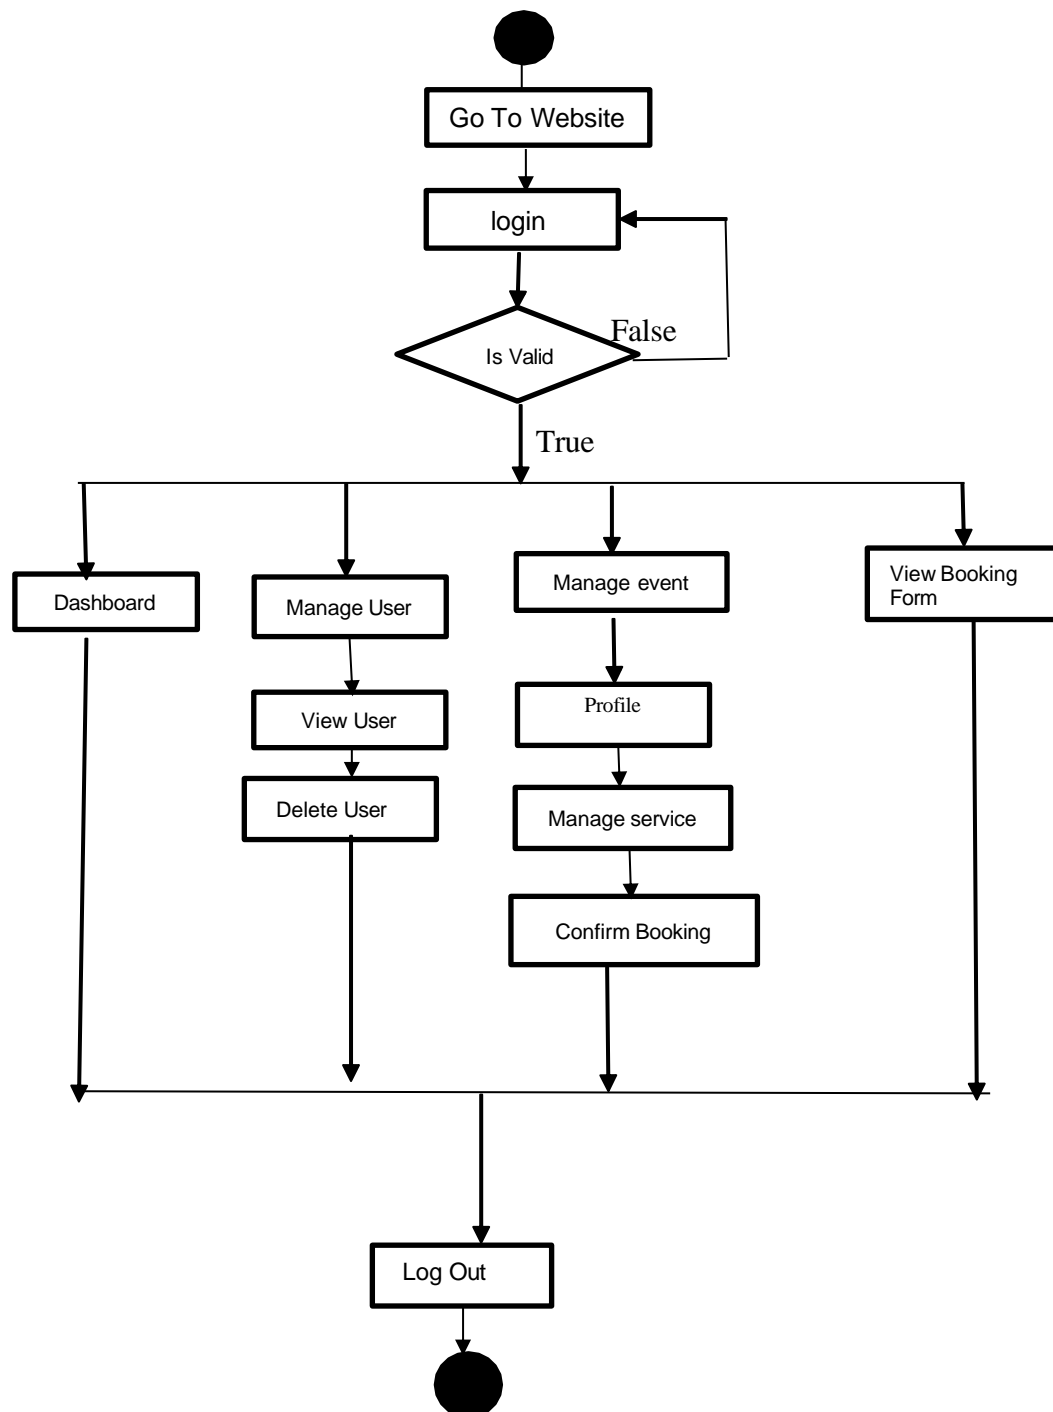 Go To Website
login
False
Is Valid
True
Dashboard
Manage User
View User
Delete User
Manage event
Profile
Manage service
Confirm Booking
View Booking
Form
Log Out